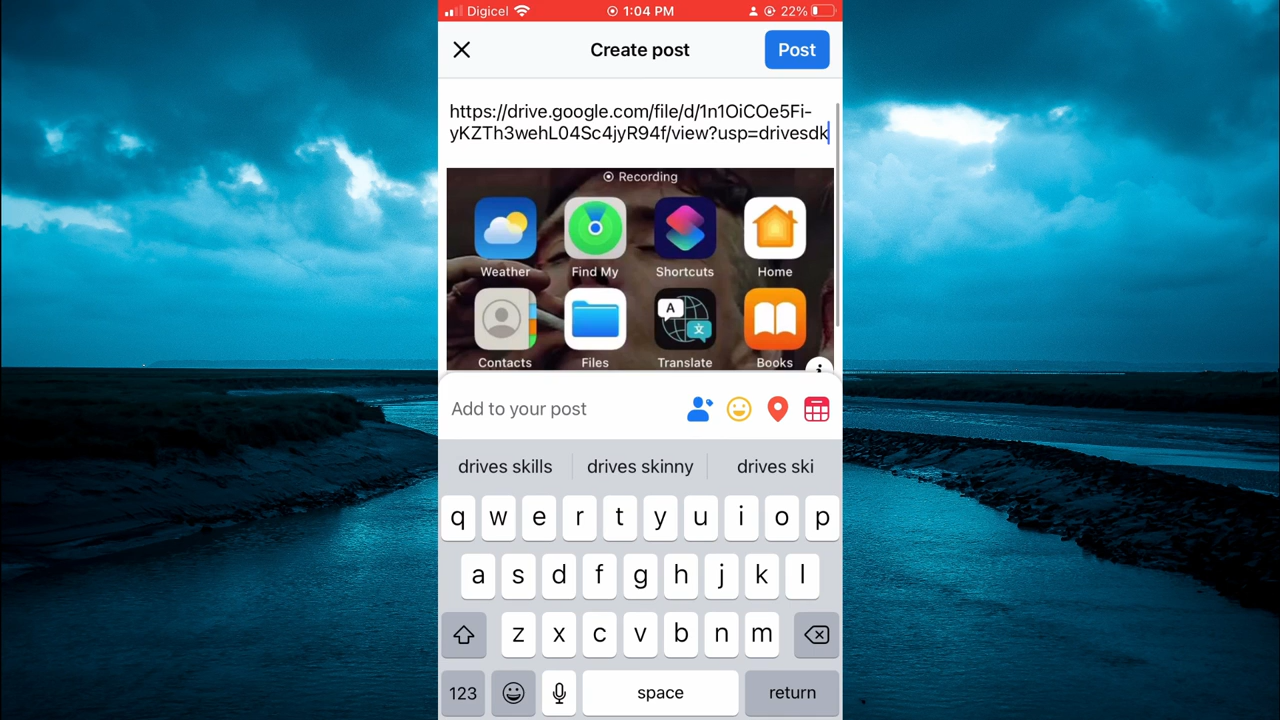 Digicel 1:04 PM 22%
Create post
Post
https://drive.google.com/file/d/1n1OiCOe5Fi-
yKZTh3wehL04Sc4jyR94f/view?usp=drivesdk
Recording
Weather Find My Shortcuts Home
A 文
Contacts Files Translate Books
i
Add to your post
drives skills drives skinny drives ski
q w e r t y u i o p
a s d f g h j k l
z x c v b n m
123 space return